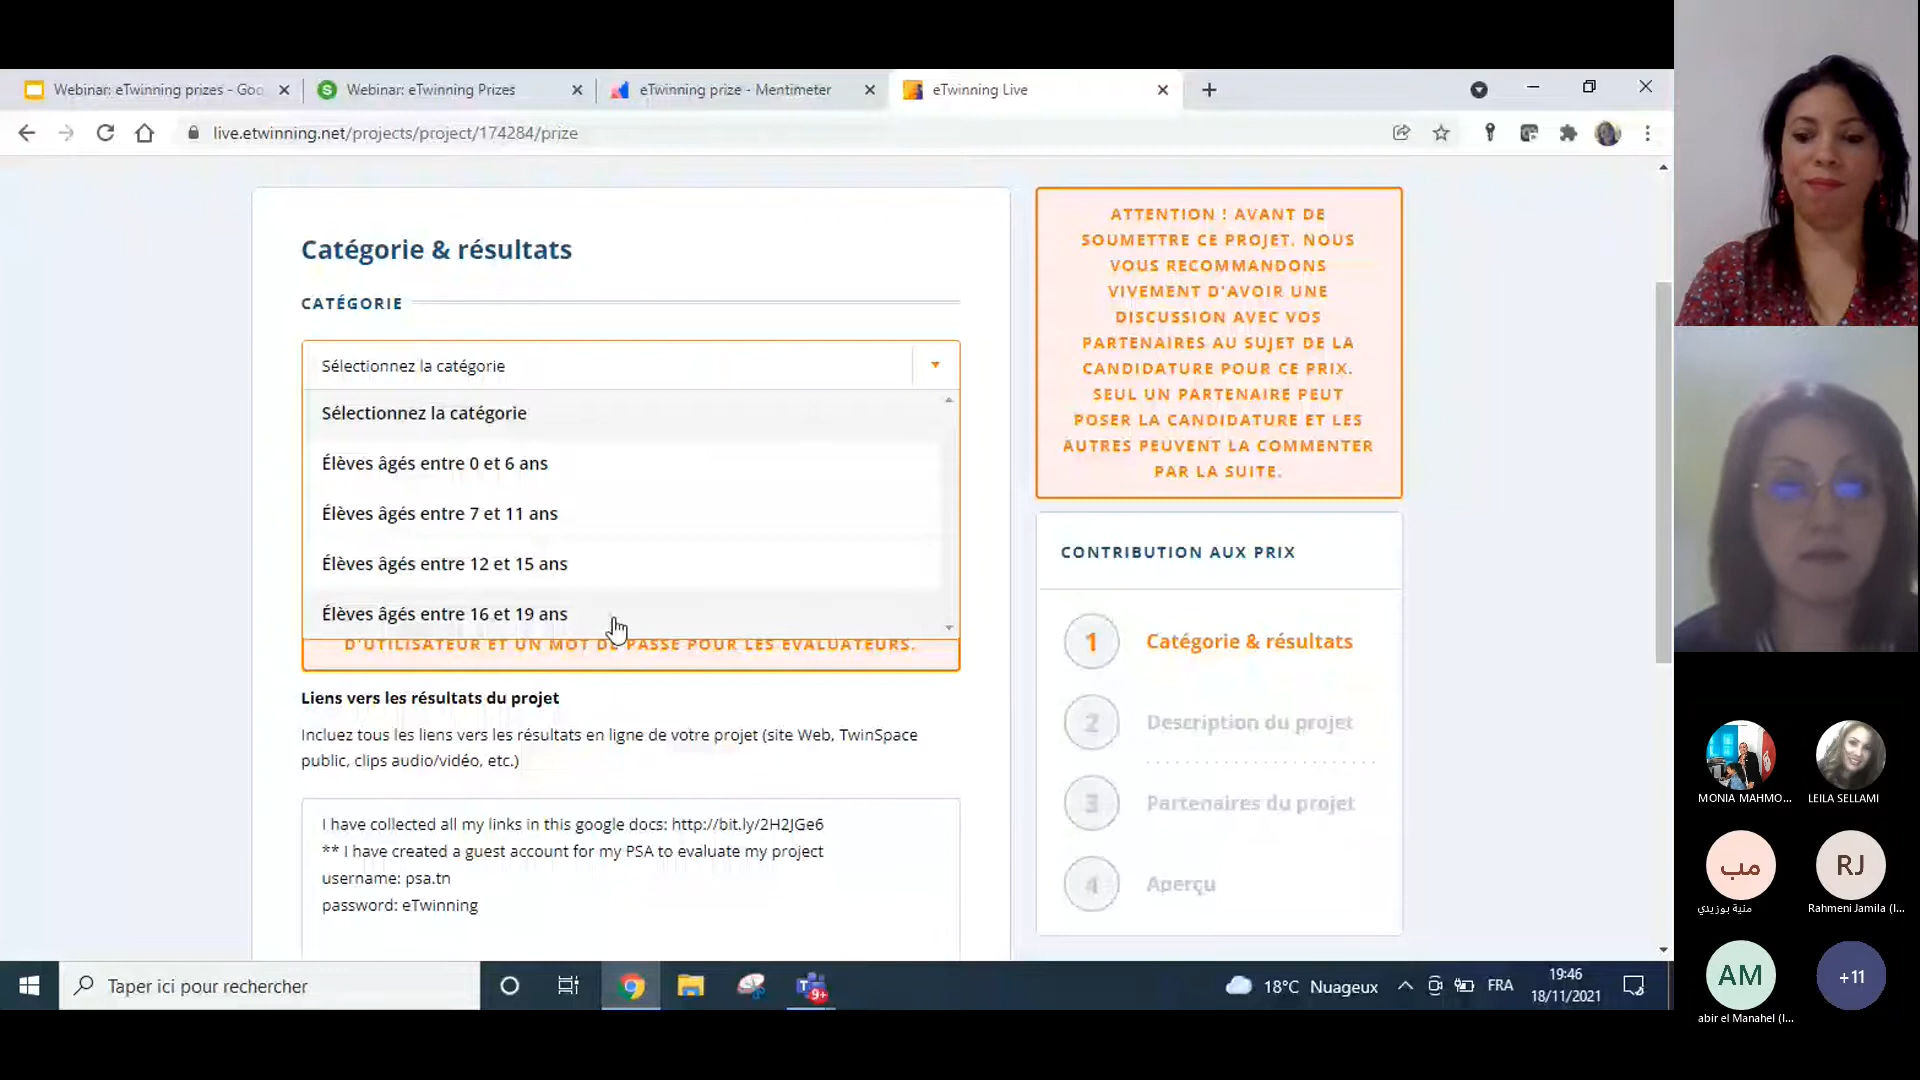 Webinar: eTwinning prizes - Goo
Webinar: eTwinning Prizes
eTwinning prize - Mentimeter
eTwinning Live
live.etwinning.net/projects/project/174284/prize
Catégorie & résultats
CATÉGORIE
Sélectionnez la catégorie
Sélectionnez la catégorie
Élèves âgés entre 0 et 6 ans
Élèves âgés entre 7 et 11 ans
Élèves âgés entre 12 et 15 ans
Élèves âgés entre 16 et 19 ans
D'UTILISATEUR ET UN MOT DE PASSE POUR LES ÉVALUATEURS.
Liens vers les résultats du projet
Incluez tous les liens vers les résultats en ligne de votre projet (site Web, TwinSpace
public, clips audio/vidéo, etc.)
I have collected all my links in this google docs: http://bit.ly/2H2JGe6
** I have created a guest account for my PSA to evaluate my project
username: psa.tn
password: eTwinning
ATTENTION ! AVANT DE
SOUMETTRE CE PROJET, NOUS
VOUS RECOMMANDONS
VIVEMENT D'AVOIR UNE
DISCUSSION AVEC VOS
PARTENAIRES AU SUJET DE LA
CANDIDATURE POUR CE PRIX.
SEUL UN PARTENAIRE PEUT
POSER LA CANDIDATURE ET LES
AUTRES PEUVENT LA COMMENTER
PAR LA SUITE.
CONTRIBUTION AUX PRIX
1 Catégorie & résultats
2 Description du projet
3 Partenaires du projet
4 Aperçu
MONIA MAHMO...
LEILA SELLAMI
مب
منية بوزيدي
RJ
Rahmeni Jamila (I...
AM
abir el Manahel (I...
+11
Taper ici pour rechercher
9+
18°C Nuageux
FRA
19:46
18/11/2021